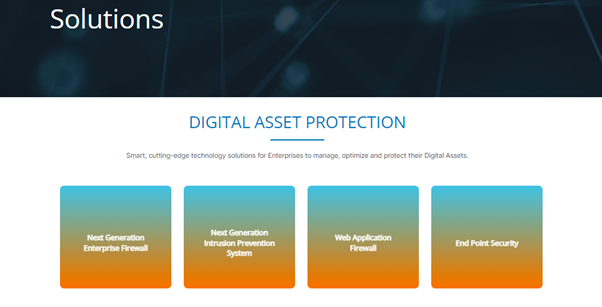 Solutions
DIGITAL ASSET PROTECTION
Smart, cutting-edge technology solutions for Enterprises to manage, optimize and protect their Digital Assets.
Next Generation
Enterprise Firewall
Next Generation
Intrusion Prevention
System
Web Application
Firewall
End Point Security